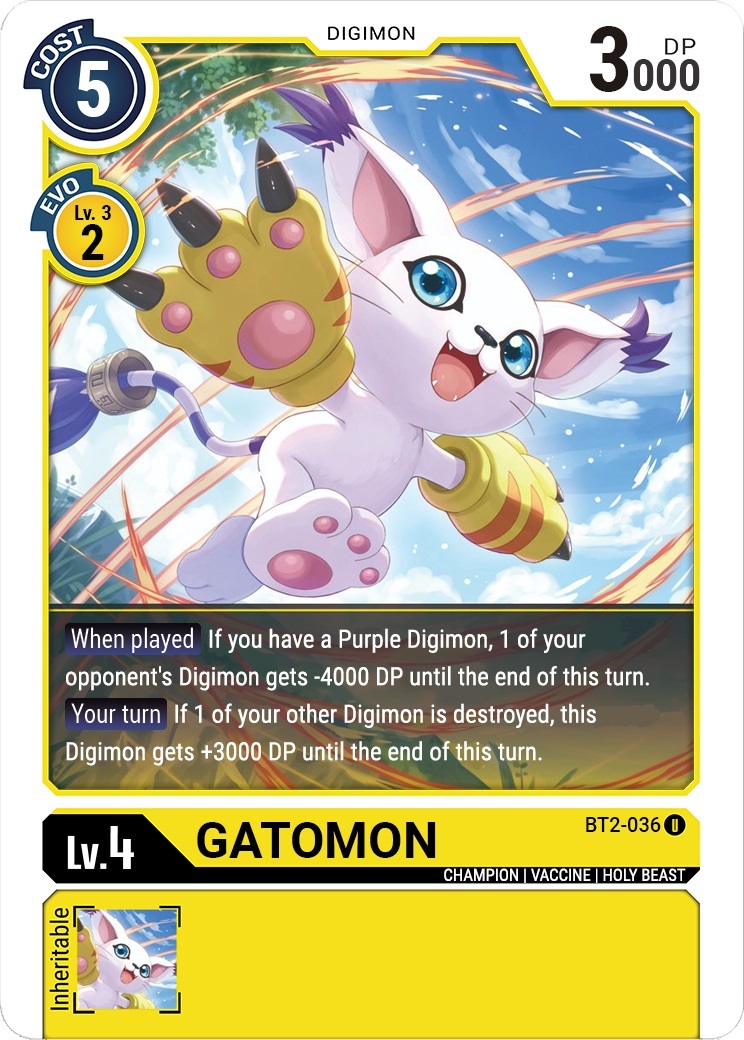 DIGIMON
COST
5
3000
DP
EVO
Lv. 3
2
When played If you have a Purple Digimon, 1 of your
opponent's Digimon gets -4000 DP until the end of this turn.
Your turn If 1 of your other Digimon is destroyed, this
Digimon gets +3000 DP until the end of this turn.
Lv.4
GATOMON
BT2-036 U
CHAMPION | VACCINE | HOLY BEAST
Inheritable